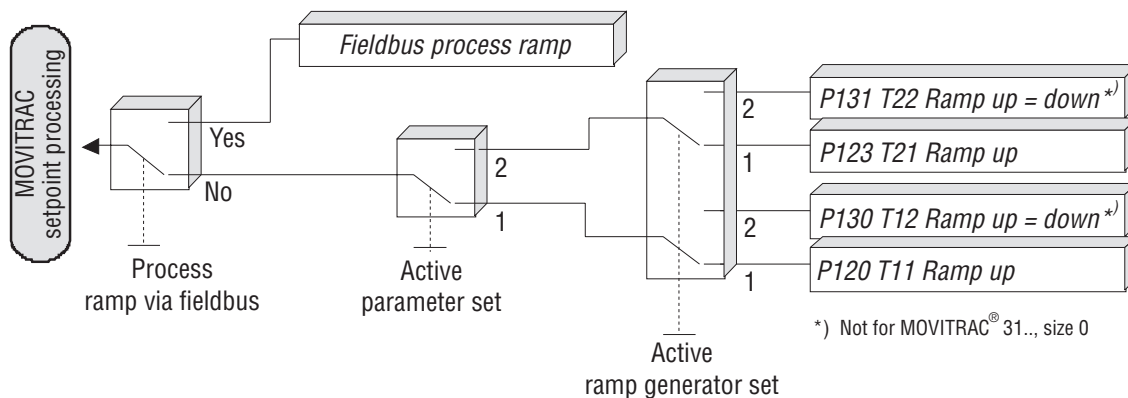 MOVITRAC
setpoint processing
Fieldbus process ramp
Yes
No
Process
ramp via fieldbus
2
1
Active
parameter set
2
1
2
1
Active
ramp generator set
P131 T22 Ramp up = down *)
P123 T21 Ramp up
P130 T12 Ramp up = down *)
P120 T11 Ramp up
*) Not for MOVITRAC® 31.., size 0